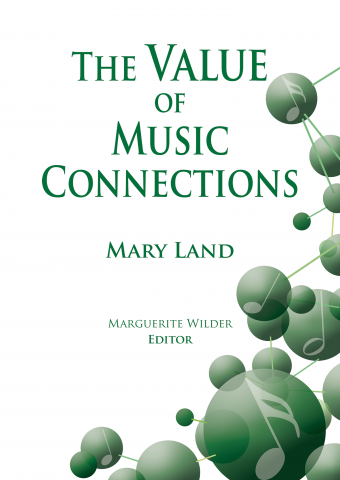 THE VALUE
OF
MUSIC
CONNECTIONS
MARY LAND
MARGUERITE WILDER
EDITOR